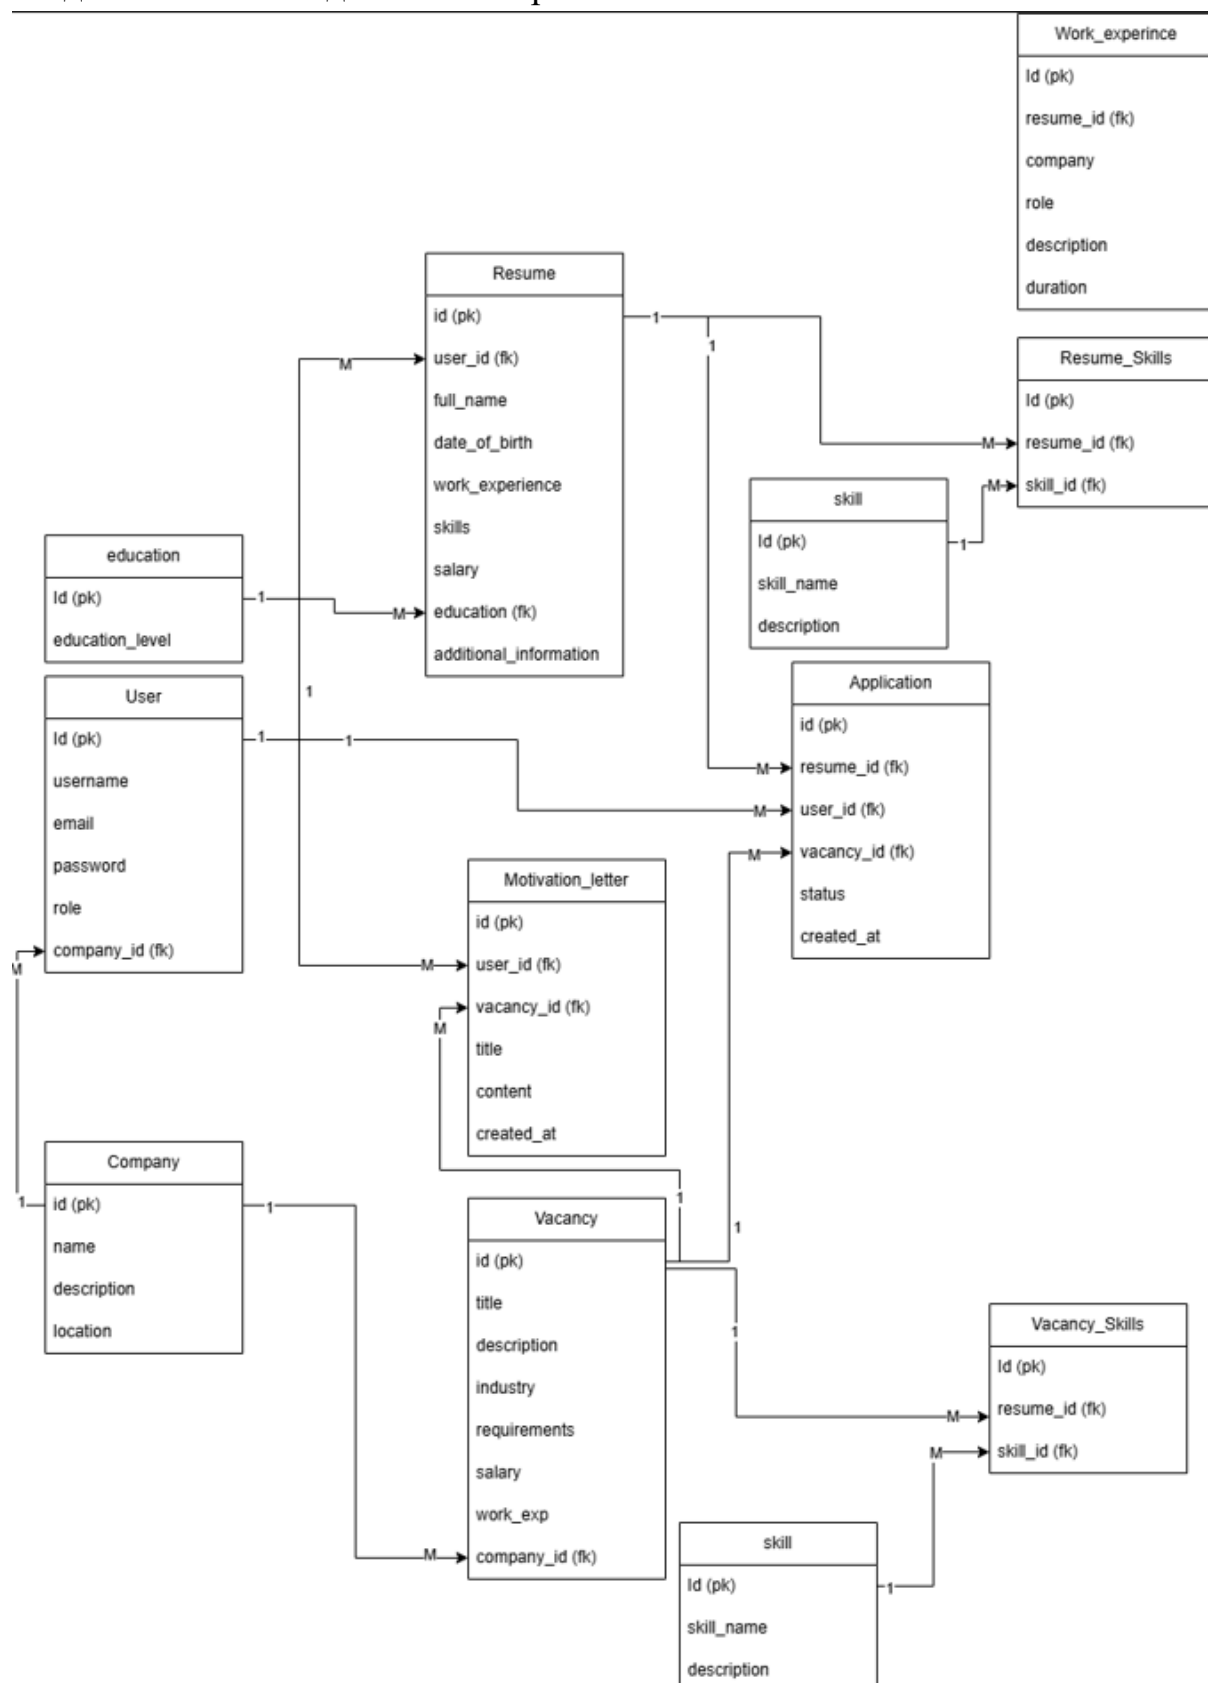 Work_experince
Id (pk)
resume_id (fk)
company
role
description
duration
Resume
id (pk)
user_id (fk)
full_name
date_of_birth
work_experience
skills
salary
education (fk)
additional_information
1
1
M
Resume_Skills
Id (pk)
resume_id (fk)
skill_id (fk)
M
M
skill
Id (pk)
skill_name
description
1
education
Id (pk)
education_level
1
M
1
User
Id (pk)
username
email
password
role
company_id (fk)
1
1
M
Application
id (pk)
resume_id (fk)
user_id (fk)
vacancy_id (fk)
status
created_at
M
M
M
Motivation_letter
id (pk)
user_id (fk)
vacancy_id (fk)
title
content
created_at
M
M
Company
id (pk)
name
description
location
1
1
Vacancy
id (pk)
title
description
industry
requirements
salary
work_exp
company_id (fk)
1
1
1
M
Vacancy_Skills
Id (pk)
resume_id (fk)
skill_id (fk)
M
M
skill
Id (pk)
skill_name
description
1